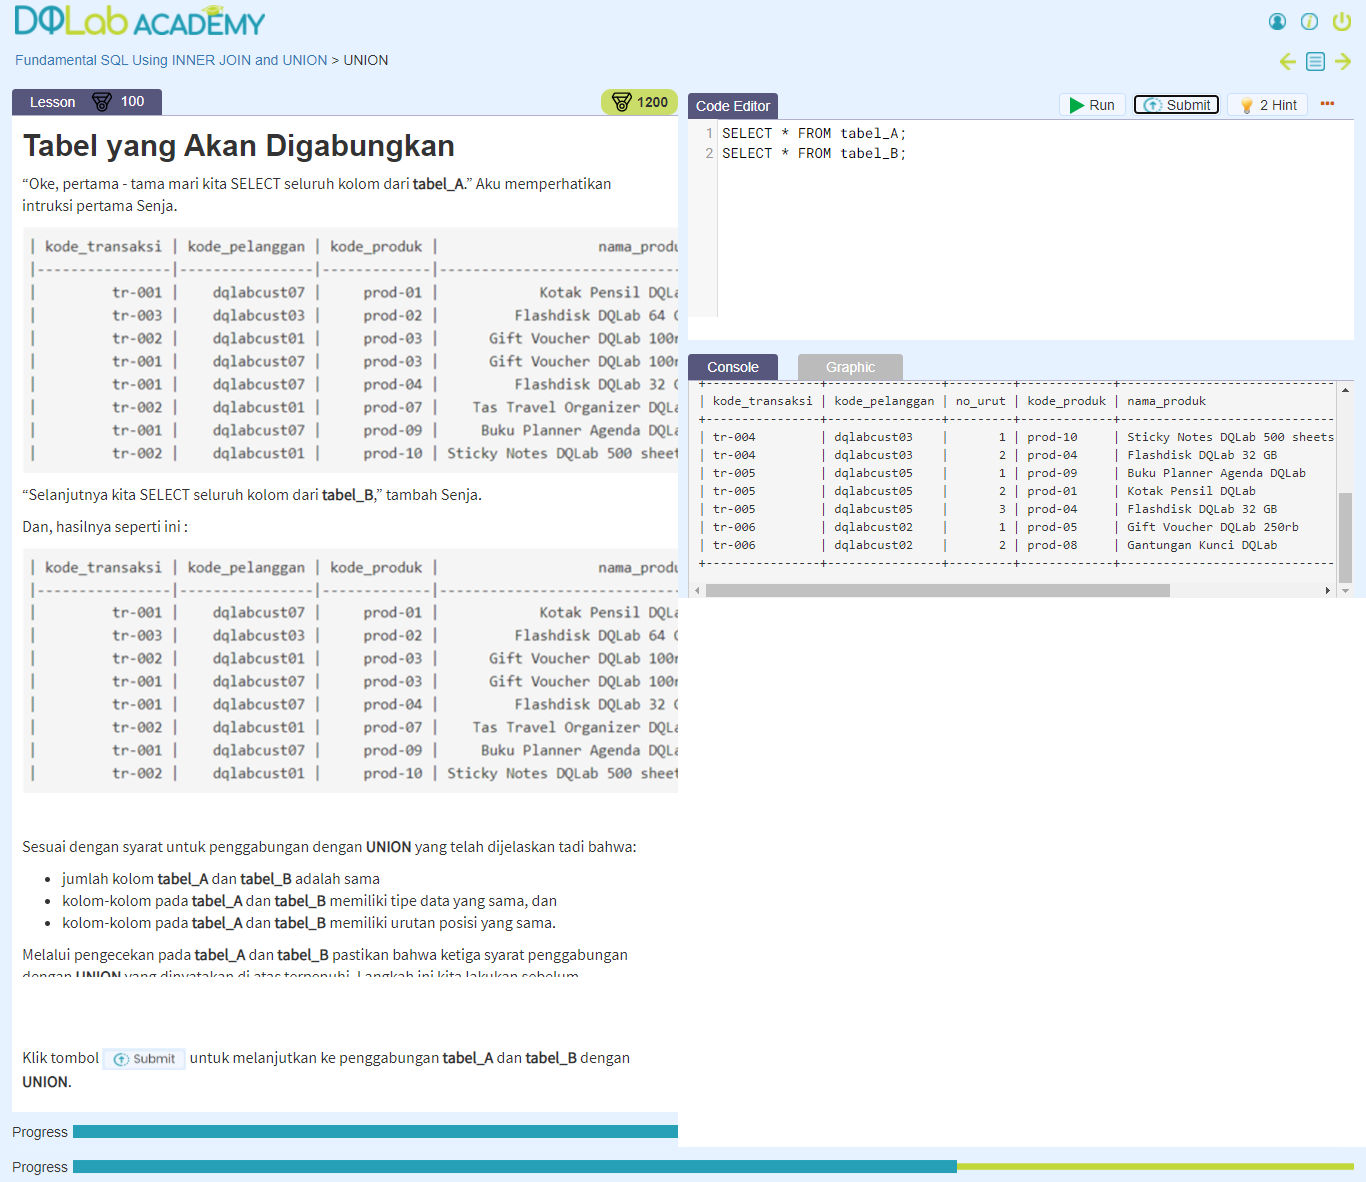 DQLab ACADEMY
Fundamental SQL Using INNER JOIN and UNION > UNION
Lesson 100
1200
Tabel yang Akan Digabungkan
“Oke, pertama - tama mari kita SELECT seluruh kolom dari tabel_A.” Aku memperhatikan
intruksi pertama Senja.
| kode_transaksi | kode_pelanggan | kode_produk | nama_produ
|----------------|----------------|-------------|-----------------------------
| tr-001 | dqlabcust07 | prod-01 | Kotak Pensil DQLa
| tr-003 | dqlabcust03 | prod-02 | Flashdisk DQLab 64 G
| tr-002 | dqlabcust01 | prod-03 | Gift Voucher DQLab 100r
| tr-001 | dqlabcust07 | prod-03 | Gift Voucher DQLab 100r
| tr-001 | dqlabcust07 | prod-04 | Flashdisk DQLab 32 G
| tr-002 | dqlabcust01 | prod-07 | Tas Travel Organizer DQLa
| tr-001 | dqlabcust07 | prod-09 | Buku Planner Agenda DQLa
| tr-002 | dqlabcust01 | prod-10 | Sticky Notes DQLab 500 sheet
“Selanjutnya kita SELECT seluruh kolom dari tabel_B,” tambah Senja.
Dan, hasilnya seperti ini :
| kode_transaksi | kode_pelanggan | kode_produk | nama_produ
|----------------|----------------|-------------|-----------------------------
| tr-001 | dqlabcust07 | prod-01 | Kotak Pensil DQLa
| tr-003 | dqlabcust03 | prod-02 | Flashdisk DQLab 64 G
| tr-002 | dqlabcust01 | prod-03 | Gift Voucher DQLab 100r
| tr-001 | dqlabcust07 | prod-03 | Gift Voucher DQLab 100r
| tr-001 | dqlabcust07 | prod-04 | Flashdisk DQLab 32 G
| tr-002 | dqlabcust01 | prod-07 | Tas Travel Organizer DQLa
| tr-001 | dqlabcust07 | prod-09 | Buku Planner Agenda DQLa
| tr-002 | dqlabcust01 | prod-10 | Sticky Notes DQLab 500 sheet
Sesuai dengan syarat untuk penggabungan dengan UNION yang telah dijelaskan tadi bahwa:
• jumlah kolom tabel_A dan tabel_B adalah sama
• kolom-kolom pada tabel_A dan tabel_B memiliki tipe data yang sama, dan
• kolom-kolom pada tabel_A dan tabel_B memiliki urutan posisi yang sama.
Melalui pengecekan pada tabel_A dan tabel_B pastikan bahwa ketiga syarat penggabungan
dengan UNION yang dinyatakan di atas terpenuhi. Langkah ini kita lakukan sebelum
Klik tombol Submit untuk melanjutkan ke penggabungan tabel_A dan tabel_B dengan
UNION.
Progress
Progress
Code Editor
Run Submit 2 Hint
1 SELECT * FROM tabel_A;
2 SELECT * FROM tabel_B;
Console Graphic
+----------------+----------------+---------+-------------+-----------------------------
| kode_transaksi | kode_pelanggan | no_urut | kode_produk | nama_produk
+----------------+----------------+---------+-------------+-----------------------------
| tr-004 | dqlabcust03 | 1 | prod-10 | Sticky Notes DQLab 500 sheets
| tr-004 | dqlabcust03 | 2 | prod-04 | Flashdisk DQLab 32 GB
| tr-005 | dqlabcust05 | 1 | prod-09 | Buku Planner Agenda DQLab
| tr-005 | dqlabcust05 | 2 | prod-01 | Kotak Pensil DQLab
| tr-005 | dqlabcust05 | 3 | prod-04 | Flashdisk DQLab 32 GB
| tr-006 | dqlabcust02 | 1 | prod-05 | Gift Voucher DQLab 250rb
| tr-006 | dqlabcust02 | 2 | prod-08 | Gantungan Kunci DQLab
+----------------+----------------+---------+-------------+-----------------------------